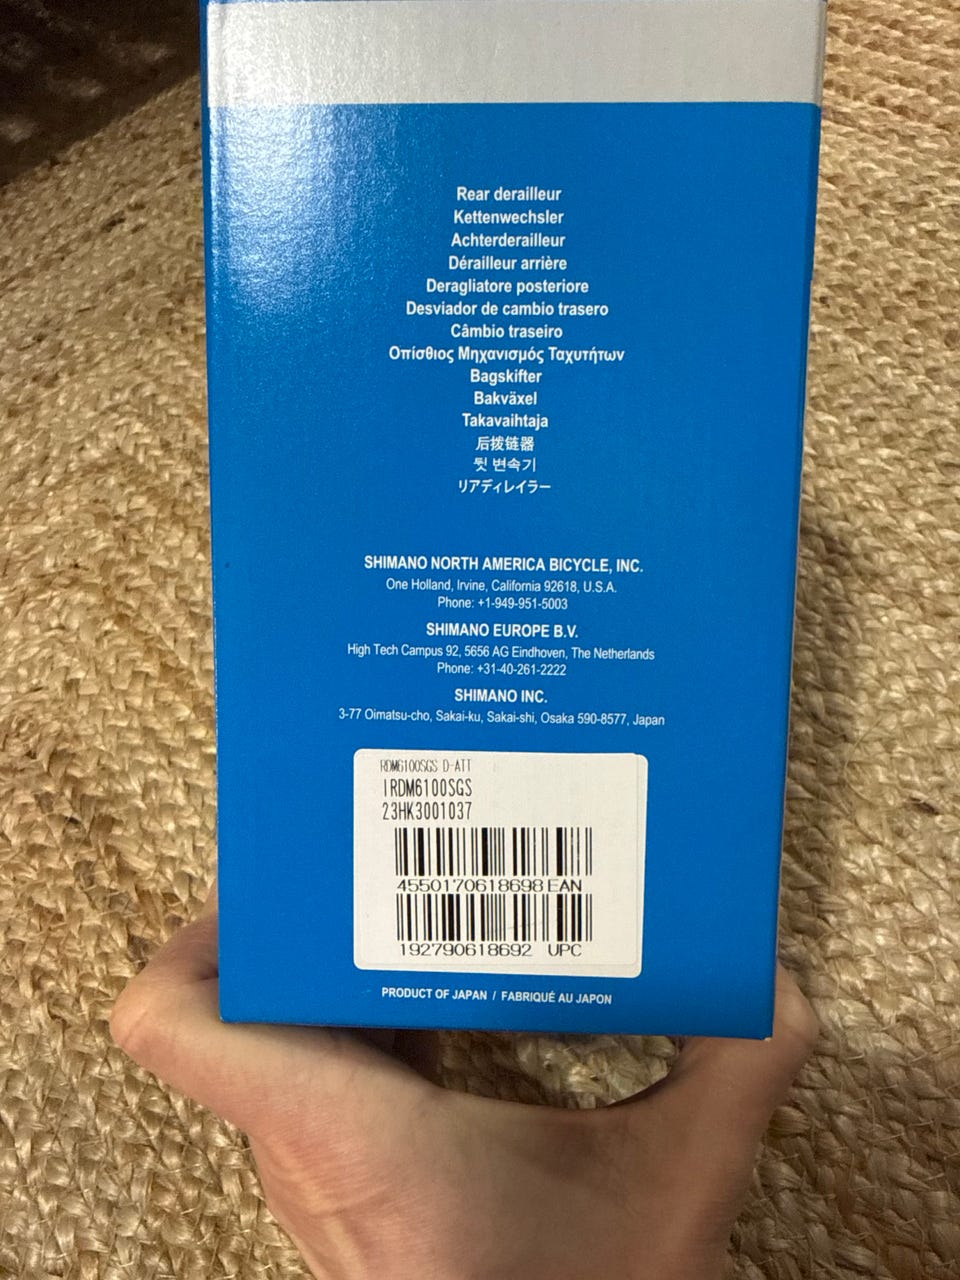 Rear derailleur
Kettenwechsler
Achterderailleur
Dérailleur arrière
Deragliatore posteriore
Desviador de cambio trasero
Câmbio traseiro
Οπίσθιος Μηχανισμός Ταχυτήτων
Bagskifter
Bakväxel
Takavaihtaja
后拨链器
뒷 변속기
リアディレイラー
SHIMANO NORTH AMERICA BICYCLE, INC.
One Holland, Irvine, California 92618, U.S.A.
Phone: +1-949-951-5003
SHIMANO EUROPE B.V.
High Tech Campus 92, 5656 AG Eindhoven, The Netherlands
Phone: +31-40-261-2222
SHIMANO INC.
3-77 Oimatsu-cho, Sakai-ku, Sakai-shi, Osaka 590-8577, Japan
RDM6100SGS D-ATT
IRDM6100SGS
23HK3001037
4550170618698 EAN
192790618692 UPC
PRODUCT OF JAPAN / FABRIQUÉ AU JAPON